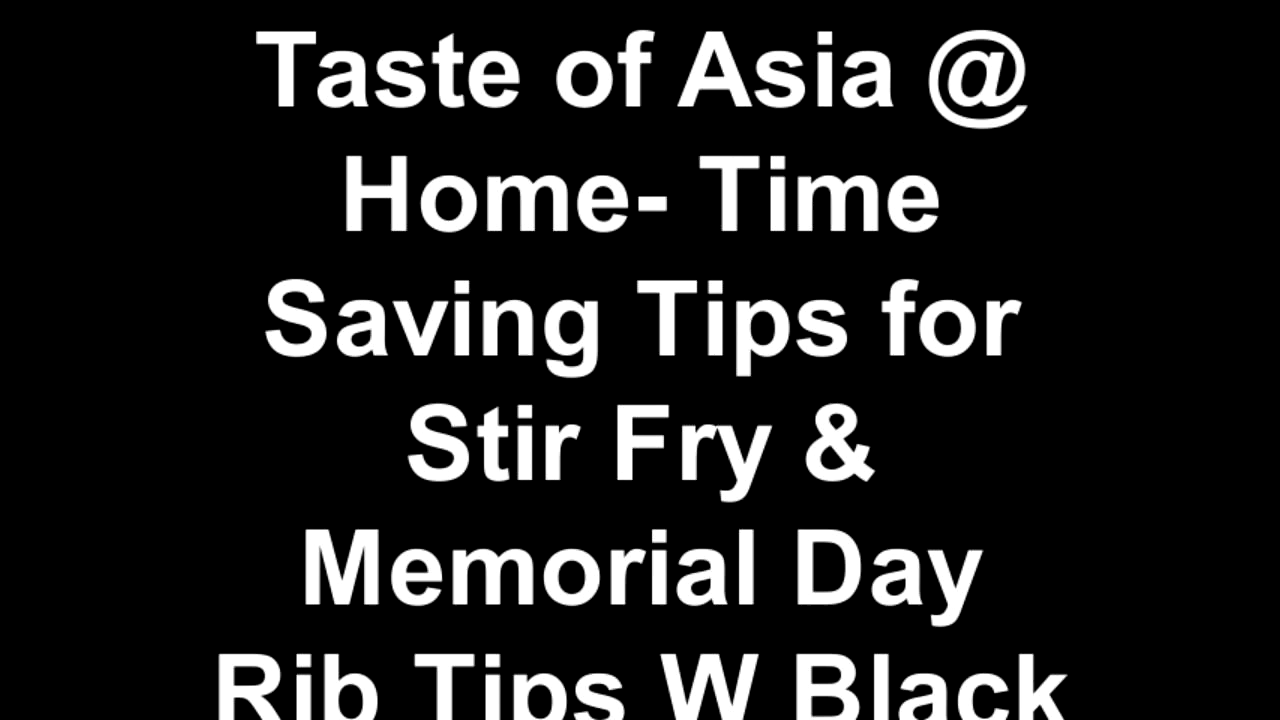 Taste of Asia @
Home- Time
Saving Tips for
Stir Fry &
Memorial Day
Rib Tips W Black